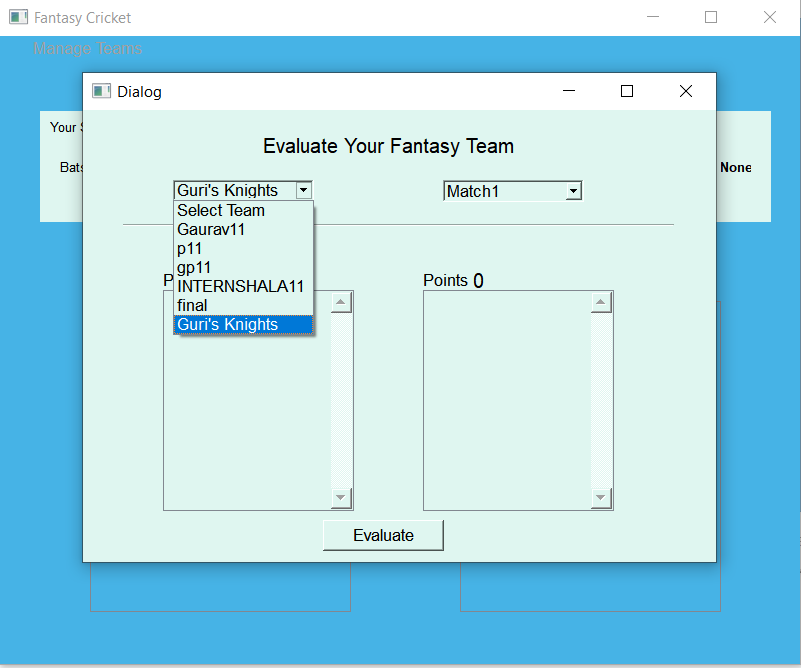 Fantasy Cricket
Manage Teams
Dialog
Your
Evaluate Your Fantasy Team
None
Guri's Knights
Match1
Select Team
Gaurav11
p11
gp11
Points 0
INTERNSHALA11
final
Guri's Knights
Evaluate